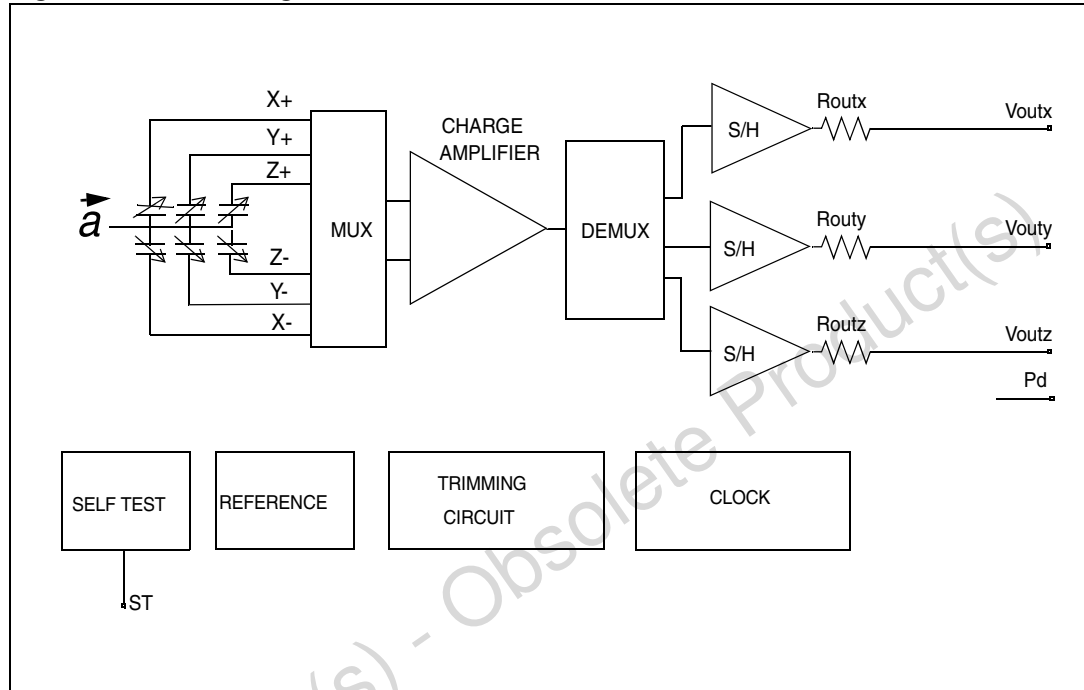 X+
Y+
Z+
a
Z-
Y-
X-
MUX
CHARGE
AMPLIFIER
DEMUX
S/H
Routx
Voutx
S/H
Routy
Vouty
S/H
Routz
Voutz
Pd
SELF TEST
REFERENCE
TRIMMING
CIRCUIT
CLOCK
ST
(s) - Obsolete Product(s)